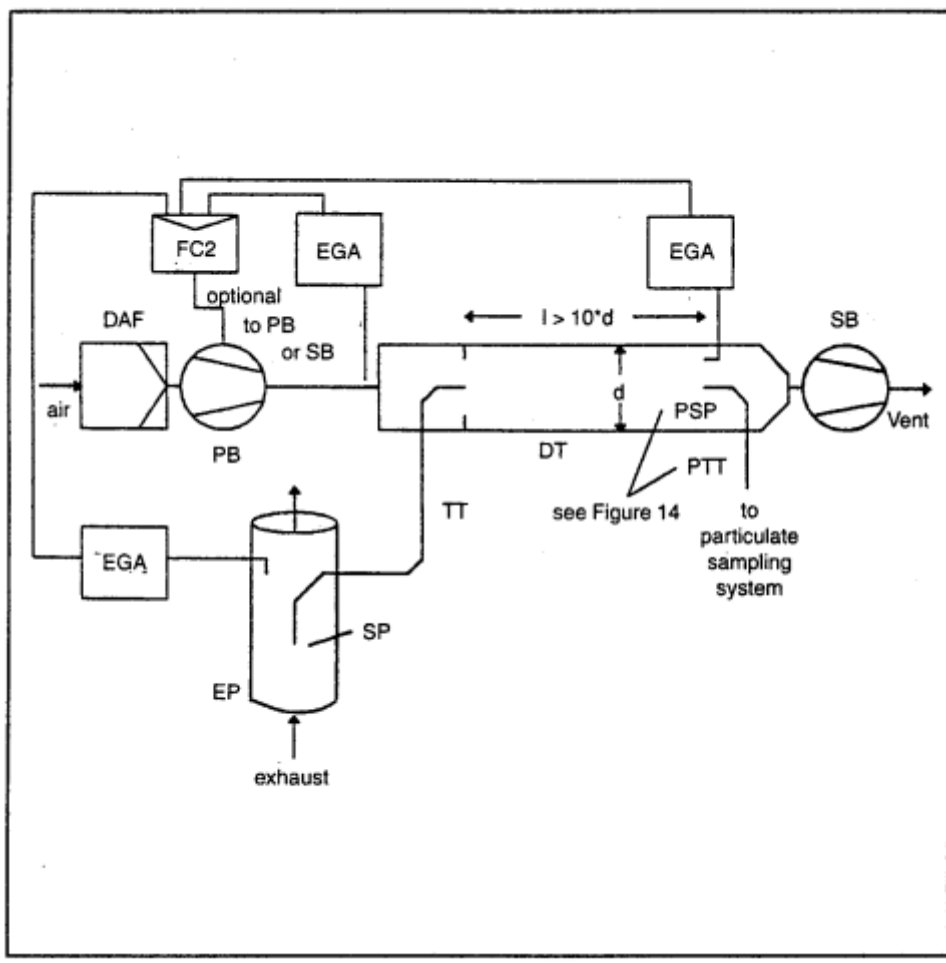 FC2
EGA
EGA
optional
to PB
or SB
DAF
l > 10*d
SB
air
d
PSP
Vent
PB
DT
PTT
TT
see Figure 14
to
particulate
sampling
system
EGA
SP
EP
exhaust